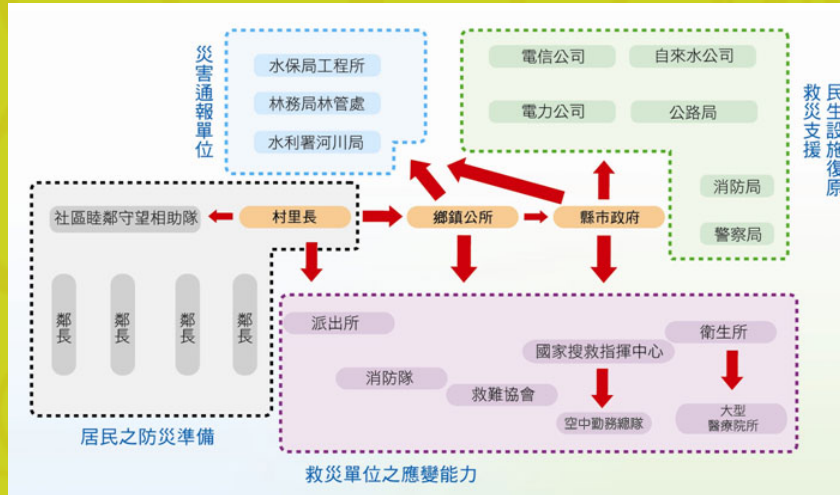 災害通報單位
水保局工程所
林務局林管處
水利署河川局
電信公司
自來水公司
電力公司
公路局
消防局
警察局
民生設施復原
救災支援
社區睦鄰守望相助隊
村里長
鄉鎮公所
縣市政府
鄰長
鄰長
鄰長
鄰長
居民之防災準備
派出所
消防隊
救難協會
國家搜救指揮中心
空中勤務總隊
衛生所
大型
醫療院所
救災單位之應變能力